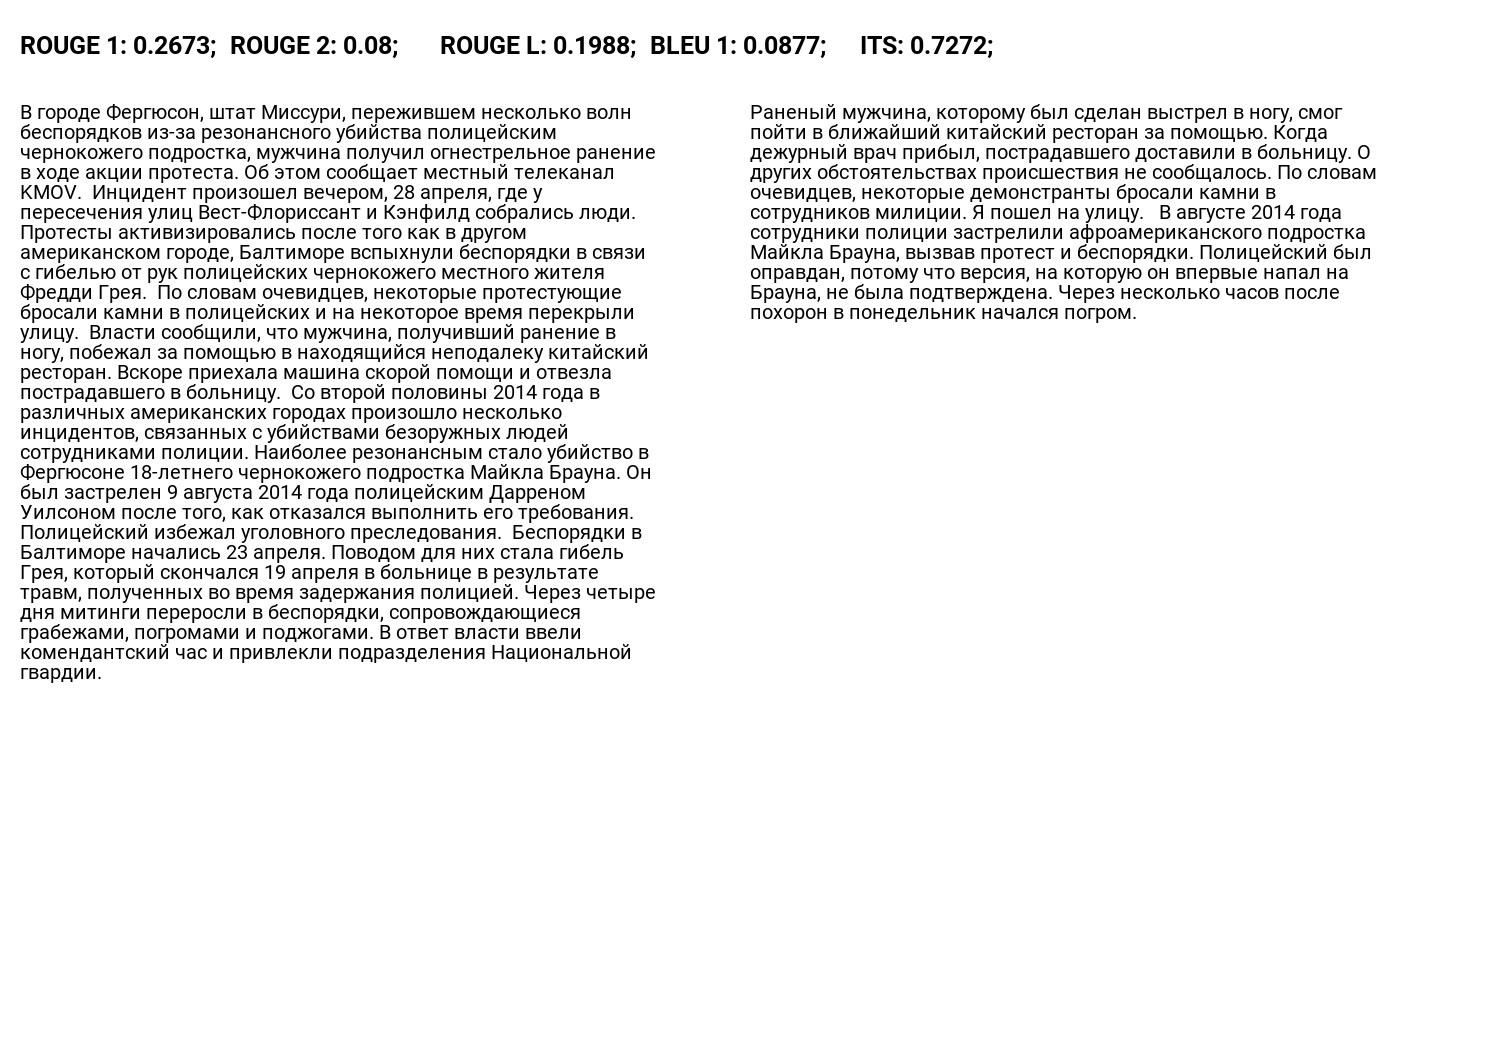 ROUGE 1: 0.2673;  ROUGE 2: 0.08;  ROUGE L: 0.1988;  BLEU 1: 0.0877;  ITS: 0.7272;
В городе Фергюсон, штат Миссури, пережившем несколько волн
беспорядков из-за резонансного убийства полицейским
чернокожего подростка, мужчина получил огнестрельное ранение
в ходе акции протеста. Об этом сообщает местный телеканал
KMOV.  Инцидент произошел вечером, 28 апреля, где у
пересечения улиц Вест-Флориссант и Кэнфилд собрались люди.
Протесты активизировались после того как в другом
американском городе, Балтиморе вспыхнули беспорядки в связи
с гибелью от рук полицейских чернокожего местного жителя
Фредди Грея.  По словам очевидцев, некоторые протестующие
бросали камни в полицейских и на некоторое время перекрыли
улицу.  Власти сообщили, что мужчина, получивший ранение в
ногу, побежал за помощью в находящийся неподалеку китайский
ресторан. Вскоре приехала машина скорой помощи и отвезла
пострадавшего в больницу.  Со второй половины 2014 года в
различных американских городах произошло несколько
инцидентов, связанных с убийствами безоружных людей
сотрудниками полиции. Наиболее резонансным стало убийство в
Фергюсоне 18-летнего чернокожего подростка Майкла Брауна. Он
был застрелен 9 августа 2014 года полицейским Дарреном
Уилсоном после того, как отказался выполнить его требования.
Полицейский избежал уголовного преследования.  Беспорядки в
Балтиморе начались 23 апреля. Поводом для них стала гибель
Грея, который скончался 19 апреля в больнице в результате
травм, полученных во время задержания полицией. Через четыре
дня митинги переросли в беспорядки, сопровождающиеся
грабежами, погромами и поджогами. В ответ власти ввели
комендантский час и привлекли подразделения Национальной
гвардии.
Раненый мужчина, которому был сделан выстрел в ногу, смог
пойти в ближайший китайский ресторан за помощью. Когда
дежурный врач прибыл, пострадавшего доставили в больницу. О
других обстоятельствах происшествия не сообщалось. По словам
очевидцев, некоторые демонстранты бросали камни в
сотрудников милиции. Я пошел на улицу.   В августе 2014 года
сотрудники полиции застрелили афроамериканского подростка
Майкла Брауна, вызвав протест и беспорядки. Полицейский был
оправдан, потому что версия, на которую он впервые напал на
Брауна, не была подтверждена. Через несколько часов после
похорон в понедельник начался погром.